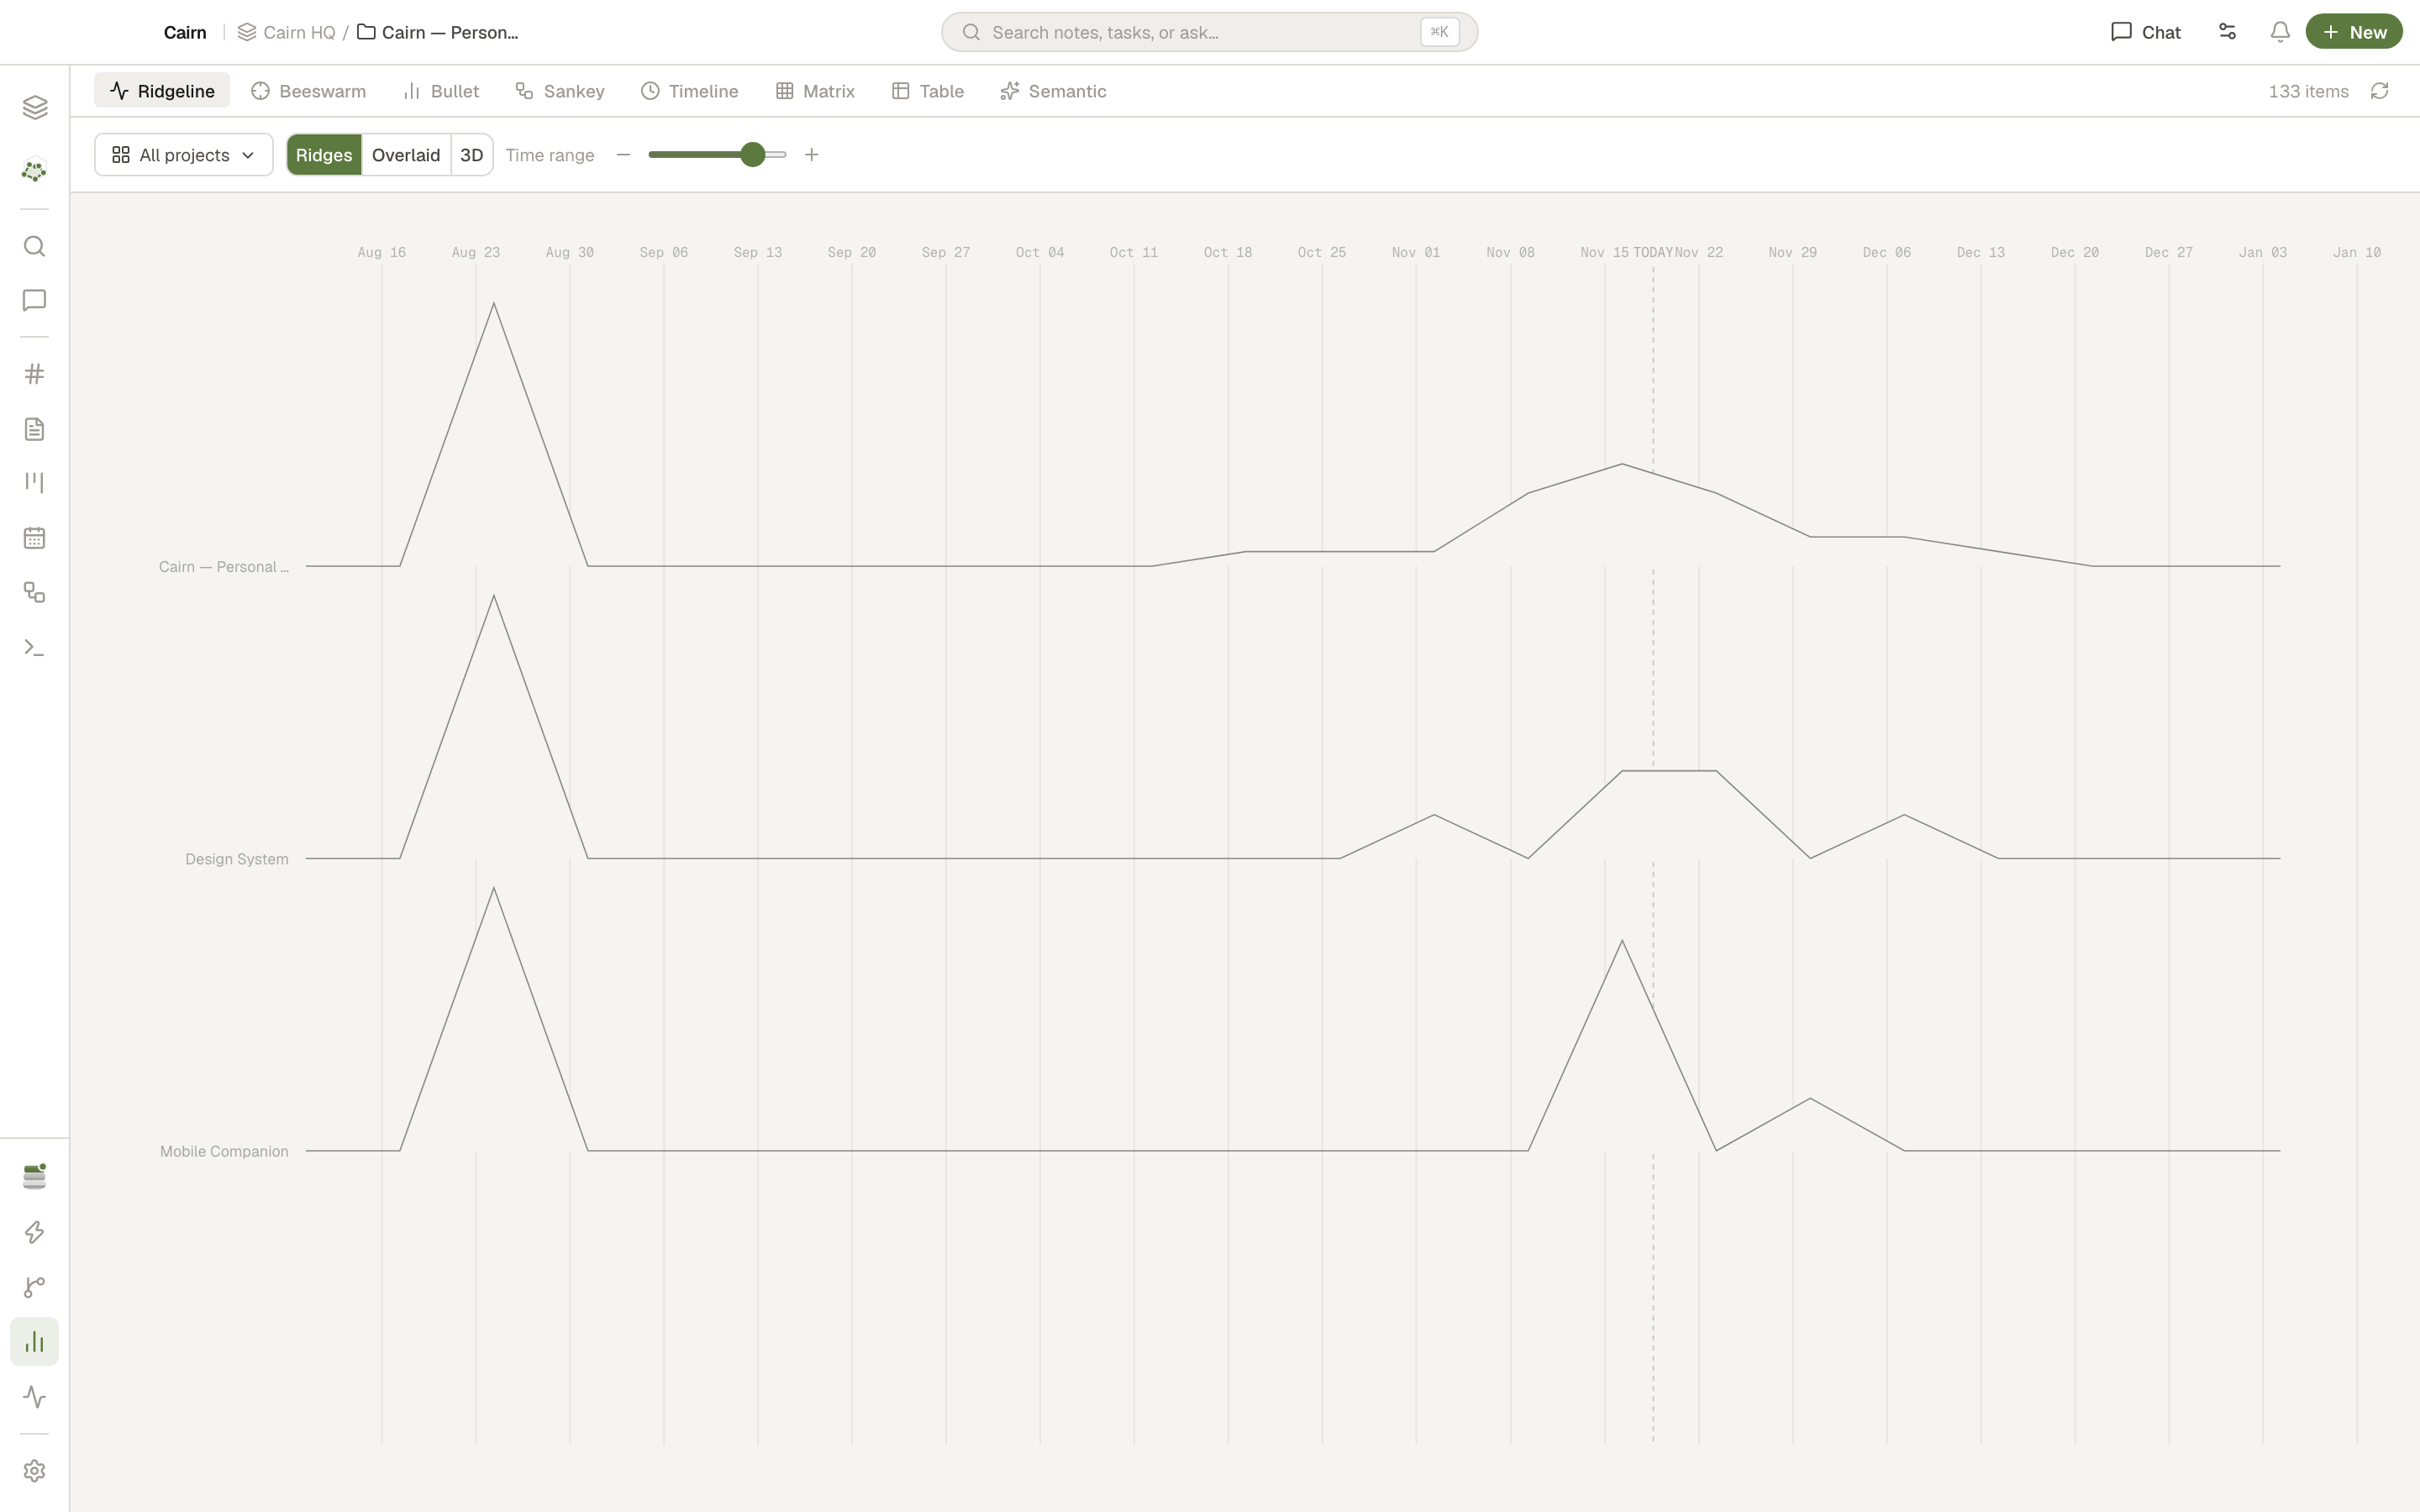 Cairn Cairn HQ / Cairn — Person... Search notes, tasks, or ask... ⌘K Chat New
Ridgeline Beeswarm Bullet Sankey Timeline Matrix Table Semantic 133 items
All projects Ridges Overlaid 3D Time range
Aug 16 Aug 23 Aug 30 Sep 06 Sep 13 Sep 20 Sep 27 Oct 04 Oct 11 Oct 18 Oct 25 Nov 01 Nov 08 Nov 15 TODAY Nov 22 Nov 29 Dec 06 Dec 13 Dec 20 Dec 27 Jan 03 Jan 10
Cairn — Personal ...
Design System
Mobile Companion